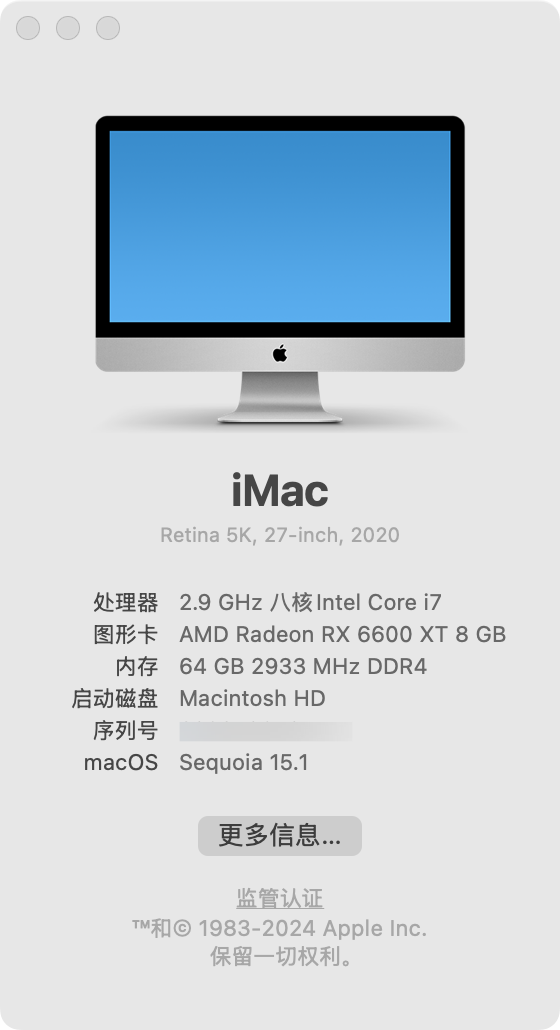 iMac
Retina 5K, 27-inch, 2020
处理器 2.9 GHz 八核Intel Core i7
图形卡 AMD Radeon RX 6600 XT 8 GB
内存 64 GB 2933 MHz DDR4
启动磁盘 Macintosh HD
序列号
macOS Sequoia 15.1
更多信息...
监管认证
™和© 1983-2024 Apple Inc.
保留一切权利。